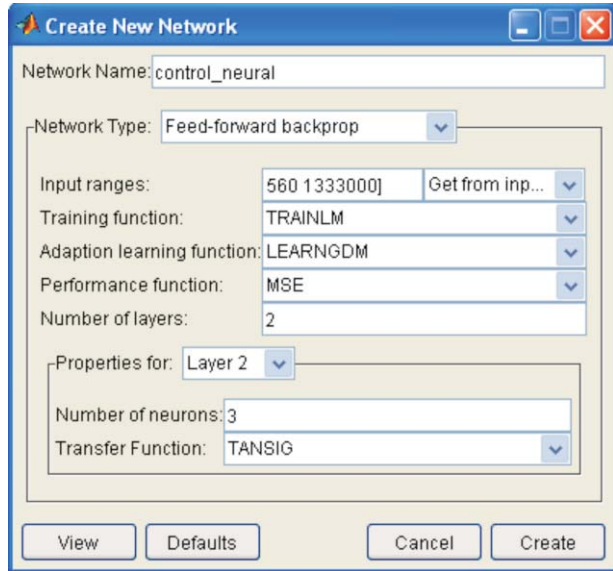 Create New Network
Network Name: control_neural
Network Type: Feed-forward backprop
Input ranges: 560 1333000] Get from inp...
Training function: TRAINLM
Adaption learning function: LEARNGDM
Performance function: MSE
Number of layers: 2
Properties for: Layer 2
Number of neurons: 3
Transfer Function: TANSIG
View Defaults Cancel Create